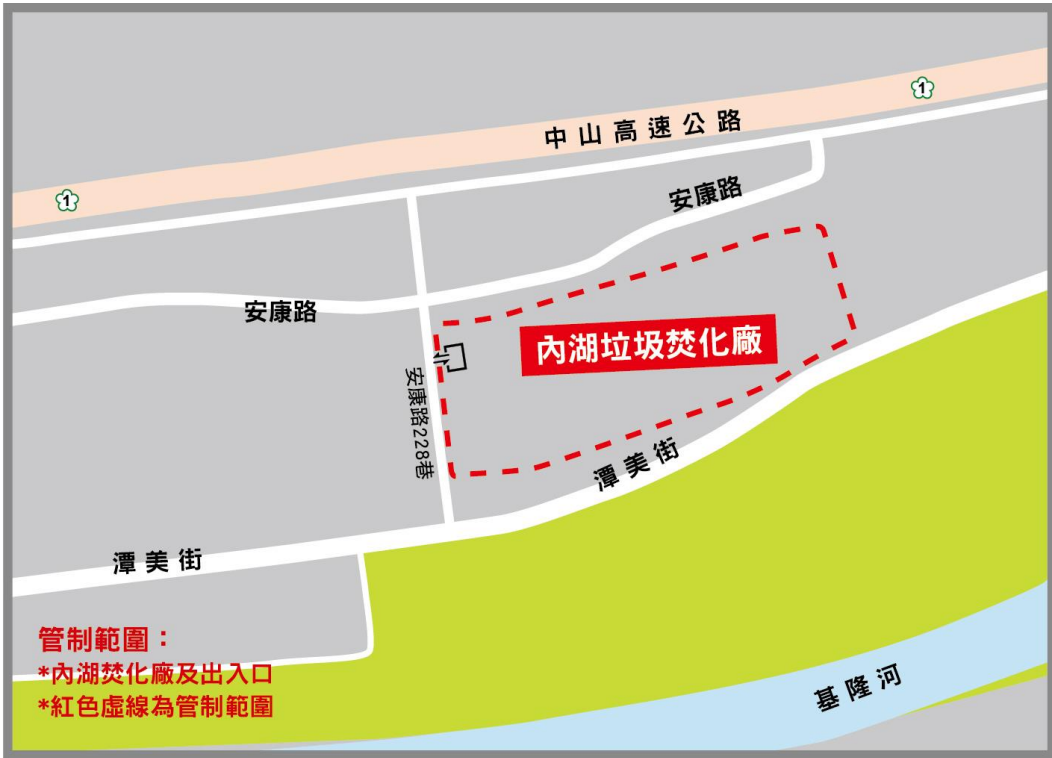 1
中山高速公路
1
安康路
安康路
內湖垃圾焚化廠
安康路228巷
潭美街
潭美街
管制範圍：
*內湖焚化廠及出入口
*紅色虛線為管制範圍
基隆河